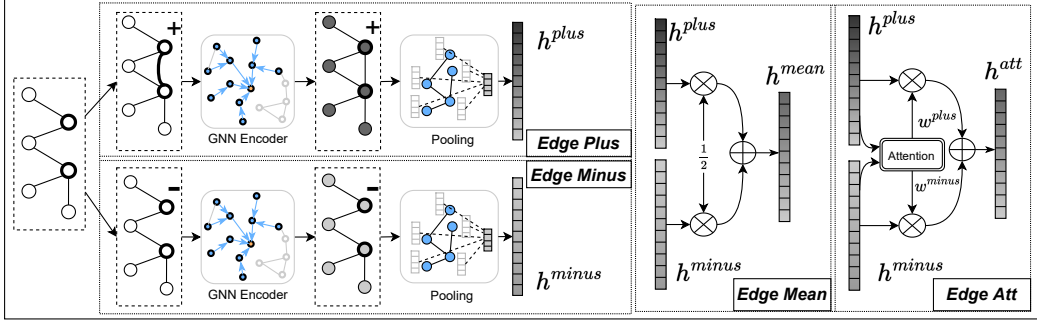 +
GNN Encoder
+
Pooling
h^{plus}
Edge Plus
-
GNN Encoder
-
Pooling
h^{minus}
Edge Minus
h^{plus}
1/2
h^{mean}
h^{minus}
Edge Mean
h^{plus}
h^{att}
w^{plus}
Attention
w^{minus}
h^{minus}
Edge Att